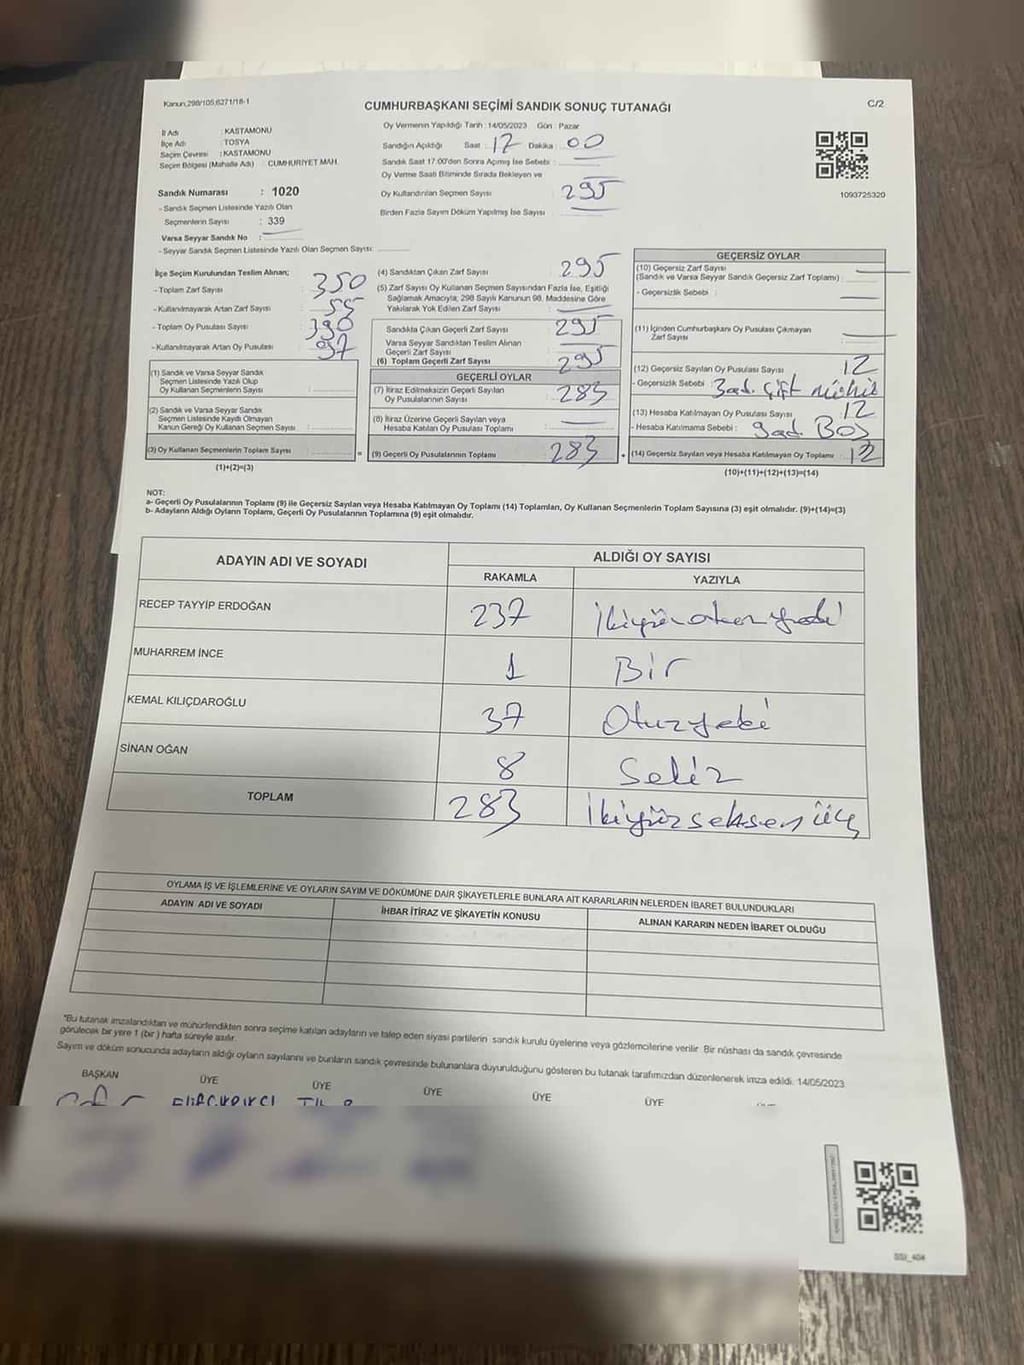 Kanun,298/105,6271/18-1
CUMHURBAŞKANI SEÇİMİ SANDIK SONUÇ TUTANAĞI
C/2
İl Adı : KASTAMONU
İlçe Adı : TOSYA
Seçim Çevresi : KASTAMONU
Seçim Bölgesi (Mahalle Adı) : CUMHURİYET MAH.
Sandık Numarası : 1020
- Sandık Seçmen Listesinde Yazılı Olan
Seçmenlerin Sayısı : 339
Varsa Seyyar Sandık No :
- Seyyar Sandık Seçmen Listesinde Yazılı Olan Seçmen Sayısı:
Oy Vermenin Yapıldığı Tarih :14/05/2023 Gün : Pazar
Sandığın Açıldığı Saat : 17 Dakika : 00
Sandık Saat 17.00'den Sonra Açmış İse Sebebi :
Oy Verme Saati Bitiminde Sırada Bekleyen ve
Oy Kullandırılan Seçmen Sayısı : 295
Birden Fazla Sayım Döküm Yapılmış İse Sayısı
1093725320
İlçe Seçim Kurulundan Teslim Alınan;
- Toplam Zarf Sayısı : 350
- Kullanılmayarak Artan Zarf Sayısı : 55
- Toplam Oy Pusulası Sayısı : 390
- Kullanılmayarak Artan Oy Pusulası : 97
(1) Sandık ve Varsa Seyyar Sandık
Seçmen Listesinde Yazılı Olup
Oy Kullanan Seçmenlerin Sayısı :
(2) Sandık ve Varsa Seyyar Sandık
Seçmen Listesinde Kaydı Olmayan
Kanun Gereği Oy Kullanan Seçmen Sayısı :
(3) Oy Kullanan Seçmenlerin Toplam Sayısı :
(1)+(2)=(3)
(4) Sandıktan Çıkan Zarf Sayısı : 295
(5) Zarf Sayısı Oy Kullanan Seçmen Sayısından Fazla İse, Eşitliği
Sağlamak Amacıyla; 298 Sayılı Kanunun 98. Maddesine Göre
Yakılarak Yok Edilen Zarf Sayısı :
Sandıkta Çıkan Geçerli Zarf Sayısı : 295
Varsa Seyyar Sandıktan Teslim Alınan
Geçerli Zarf Sayısı :
(6) Toplam Geçerli Zarf Sayısı : 295
GEÇERLİ OYLAR
(7) İtiraz Edilmeksizin Geçerli Sayılan
Oy Pusulalarının Sayısı : 283
(8) İtiraz Üzerine Geçerli Sayılan veya
Hesaba Katılan Oy Pusulası Toplamı :
= (9) Geçerli Oy Pusulalarının Toplamı : 283 +
GEÇERSİZ OYLAR
(10) Geçersiz Zarf Sayısı
(Sandık ve Varsa Seyyar Sandık Geçersiz Zarf Toplamı) :
- Geçersizlik Sebebi :
(11) İçinden Cumhurbaşkanı Oy Pusulası Çıkmayan
Zarf Sayısı :
(12) Geçersiz Sayılan Oy Pusulası Sayısı : 12
- Geçersizlik Sebebi : 3ad. Çift mühür
(13) Hesaba Katılmayan Oy Pusulası Sayısı : 12
- Hesaba Katılmama Sebebi : 9ad. Boş
(14) Geçersiz Sayılan veya Hesaba Katılmayan Oy Toplamı : 12
(10)+(11)+(12)+(13)=(14)
NOT:
a- Geçerli Oy Pusulalarının Toplamı (9) ile Geçersiz Sayılan veya Hesaba Katılmayan Oy Toplamı (14) Toplamları, Oy Kullanan Seçmenlerin Toplam Sayısına (3) eşit olmalıdır. (9)+(14)=(3)
b- Adayların Aldığı Oyların Toplamı, Geçerli Oy Pusulalarının Toplamına (9) eşit olmalıdır.
ADAYIN ADI VE SOYADI
ALDIĞI OY SAYISI
RAKAMLA YAZIYLA
RECEP TAYYİP ERDOĞAN 237 İkiyüzotuzyedi
MUHARREM İNCE 1 Bir
KEMAL KILIÇDAROĞLU 37 Otuzyedi
SİNAN OĞAN 8 Sekiz
TOPLAM 283 İkiyüzseksenüç
OYLAMA İŞ VE İŞLEMLERİNE VE OYLARIN SAYIM VE DÖKÜMÜNE DAİR ŞİKAYETLERLE BUNLARA AİT KARARLARIN NELERDEN İBARET BULUNDUKLARI
ADAYIN ADI VE SOYADI
İHBAR İTİRAZ VE ŞİKAYETİN KONUSU
ALINAN KARARIN NEDEN İBARET OLDUĞU
"Bu tutanak imzalandıktan ve mühürlendikten sonra seçime katılan adayların ve talep eden siyasi partilerin sandık kurulu üyelerine veya gözlemcilerine verilir. Bir nüshası da sandık çevresinde
görülecek bir yere 1 (bir) hafta süreyle asılır.
Sayım ve döküm sonucunda adayların aldığı oyların sayılarını ve bunların sandık çevresinde bulunanlara duyurulduğunu gösteren bu tutanak tarafımızdan düzenlenerek imza edildi. 14/05/2023
BAŞKAN ÜYE ÜYE ÜYE ÜYE ÜYE
SSİ_404